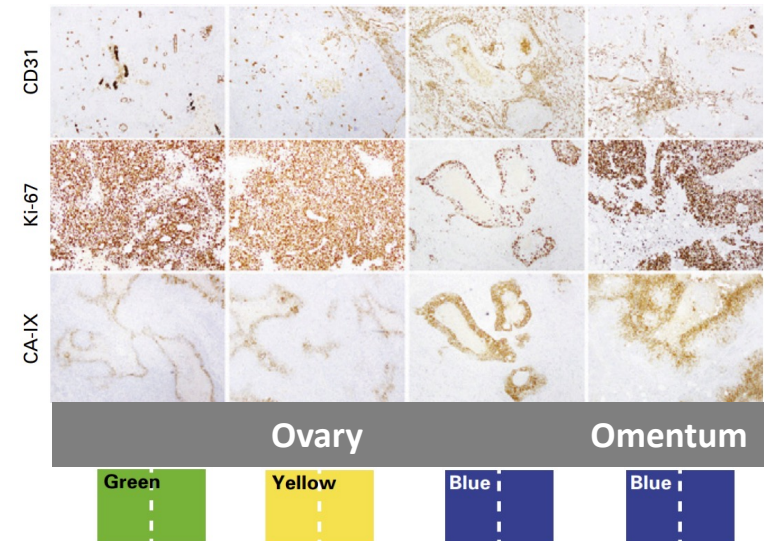 CD31
Ki-67
CA-IX
Ovary
Omentum
Green
Yellow
Blue
Blue